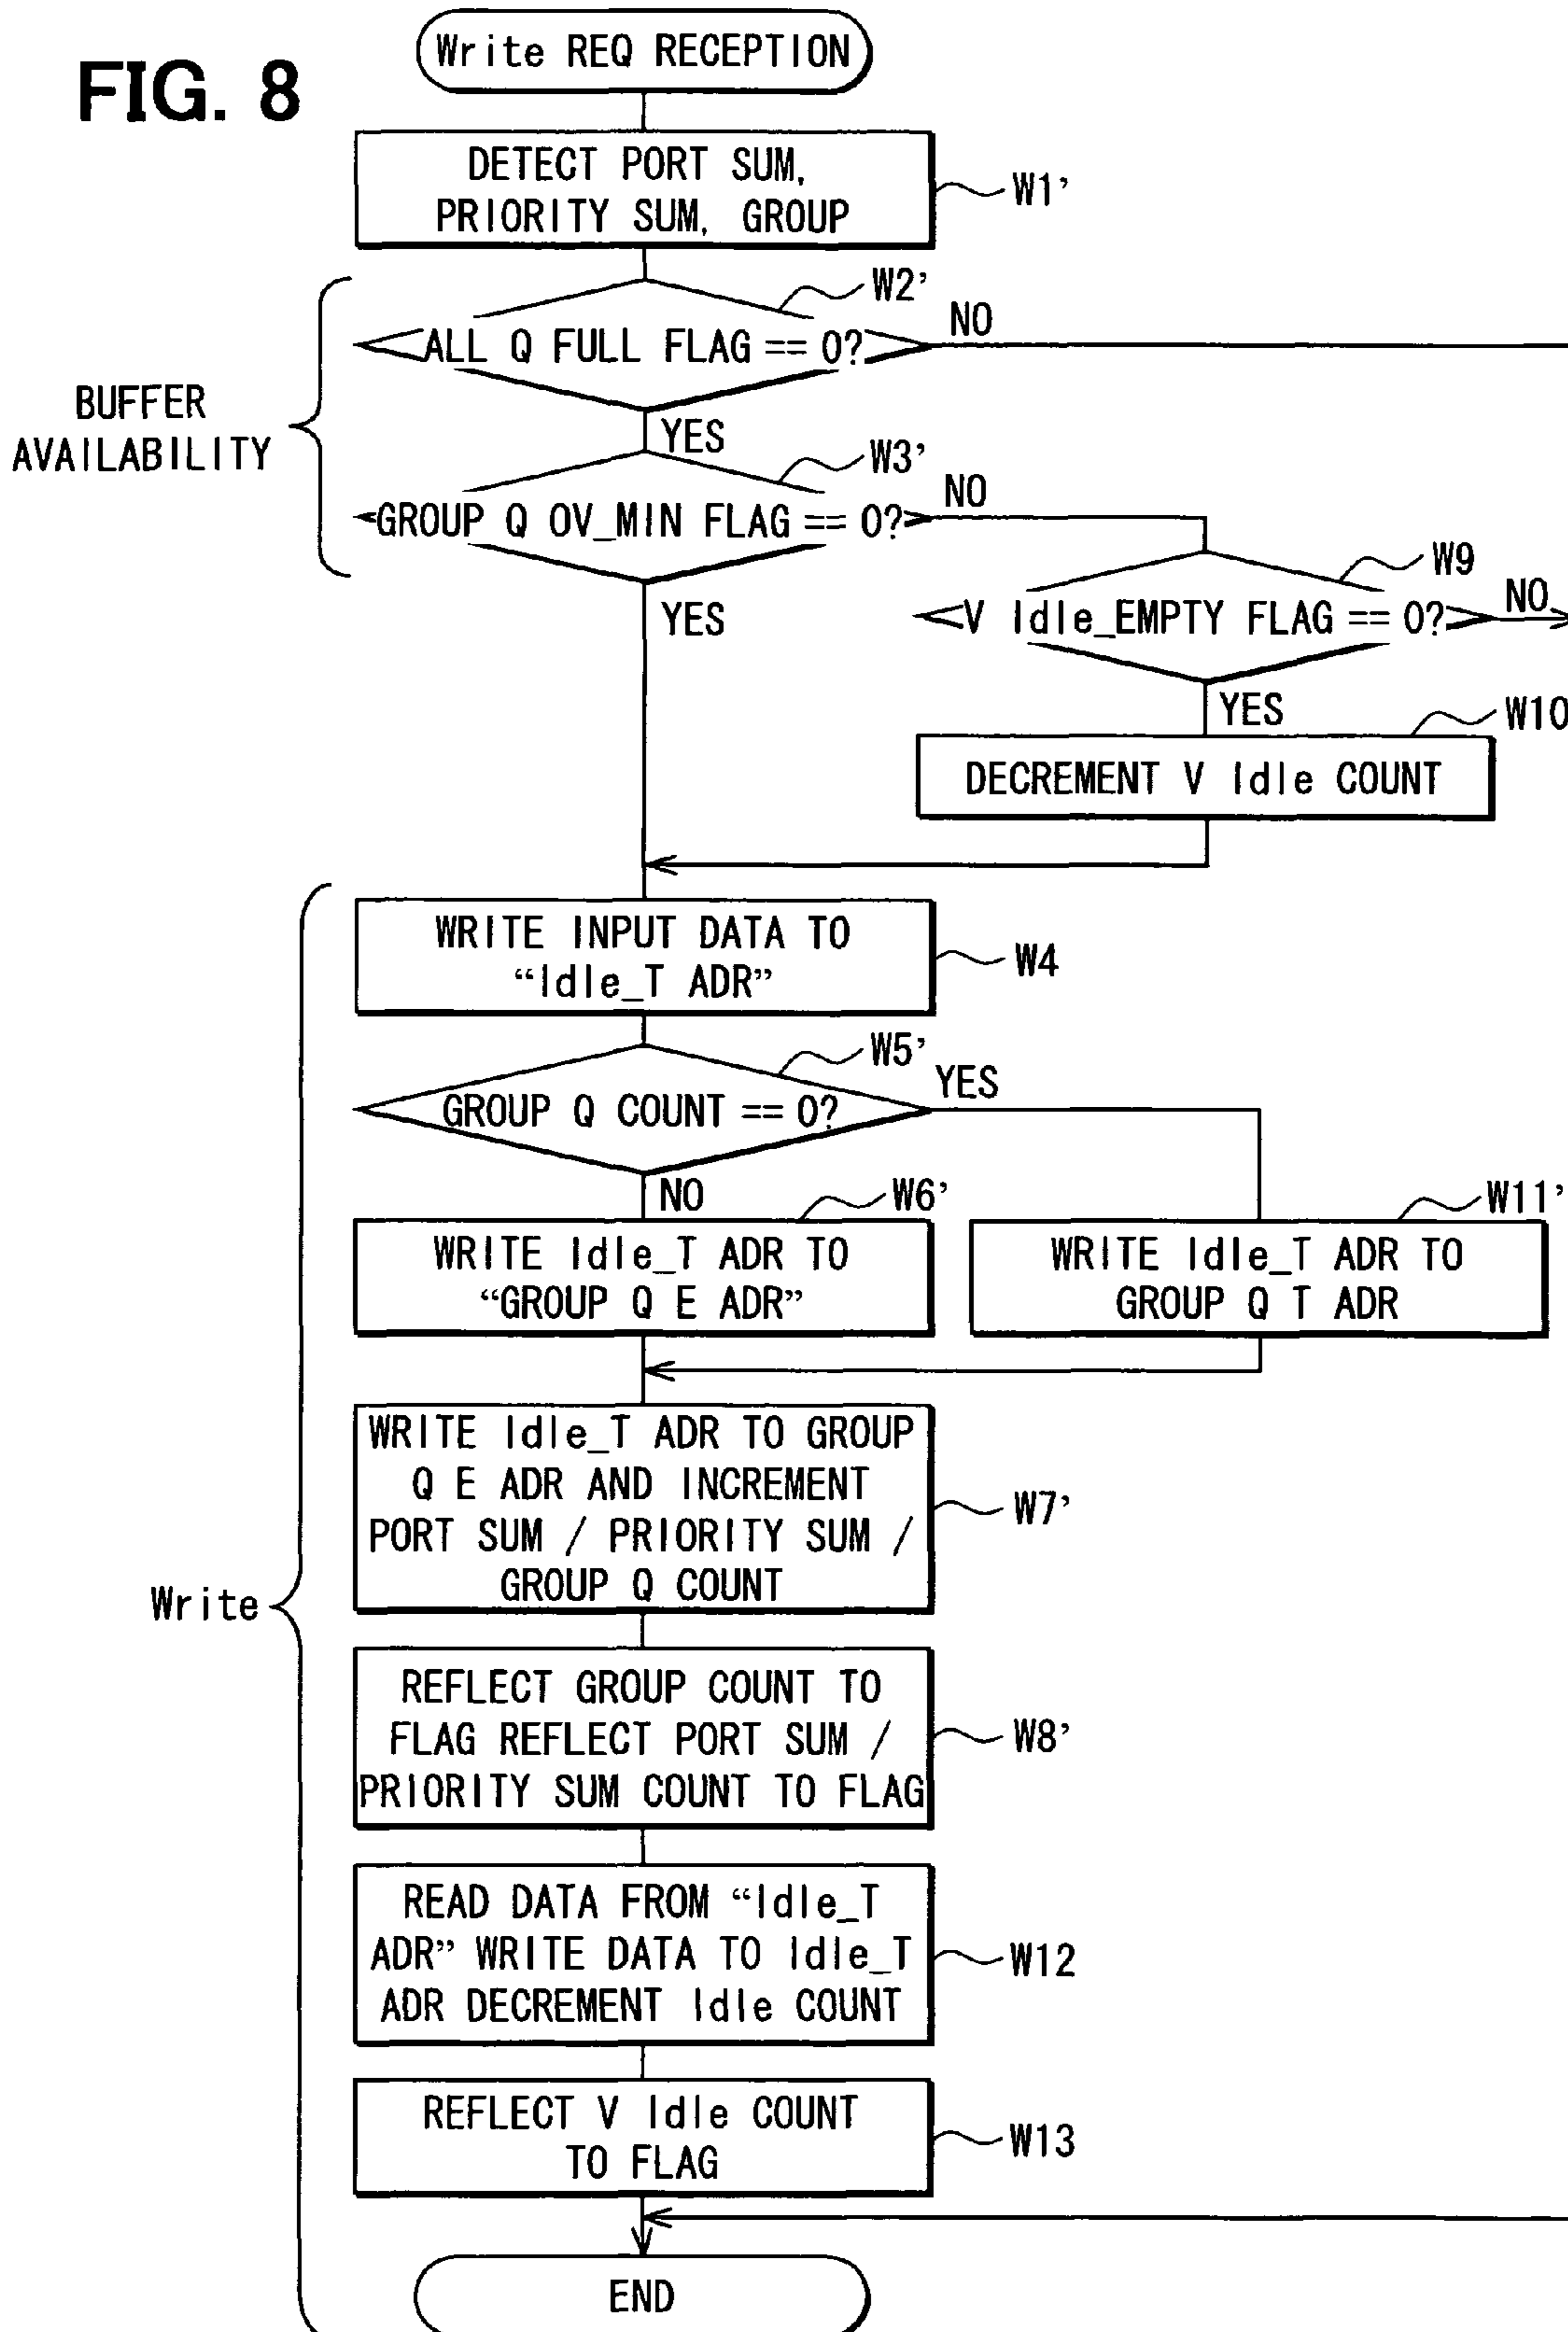 FIG. 8
Write REQ RECEPTION
DETECT PORT SUM,
PRIORITY SUM, GROUP
W1'
BUFFER
AVAILABILITY
W2'
ALL Q FULL FLAG == 0?
NO
YES
W3'
GROUP Q OV_MIN FLAG == 0?
NO
YES
W9
V Idle_EMPTY FLAG == 0?
NO
YES
W10
DECREMENT V Idle COUNT
Write
WRITE INPUT DATA TO
“Idle_T ADR”
W4
W5'
GROUP Q COUNT == 0?
YES
NO
W6'
WRITE Idle_T ADR TO
“GROUP Q E ADR”
W11'
WRITE Idle_T ADR TO
GROUP Q T ADR
WRITE Idle_T ADR TO GROUP
Q E ADR AND INCREMENT
PORT SUM / PRIORITY SUM /
GROUP Q COUNT
W7'
REFLECT GROUP COUNT TO
FLAG REFLECT PORT SUM /
PRIORITY SUM COUNT TO FLAG
W8'
READ DATA FROM “Idle_T
ADR” WRITE DATA TO Idle_T
ADR DECREMENT Idle COUNT
W12
REFLECT V Idle COUNT
TO FLAG
W13
END